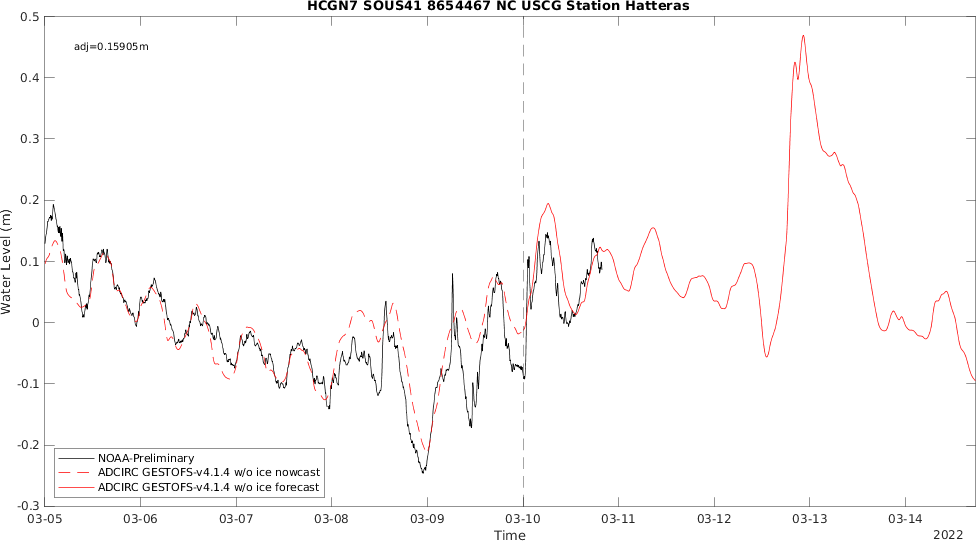 HCGN7 SOUS41 8654467 NC USCG Station Hatteras
adj=0.15905m
0.5
0.4
0.3
0.2
0.1
0
-0.1
-0.2
-0.3
Water Level (m)
NOAA-Preliminary
ADCIRC GESTOFS-v4.1.4 w/o ice nowcast
ADCIRC GESTOFS-v4.1.4 w/o ice forecast
03-05 03-06 03-07 03-08 03-09 03-10 03-11 03-12 03-13 03-14
Time
2022